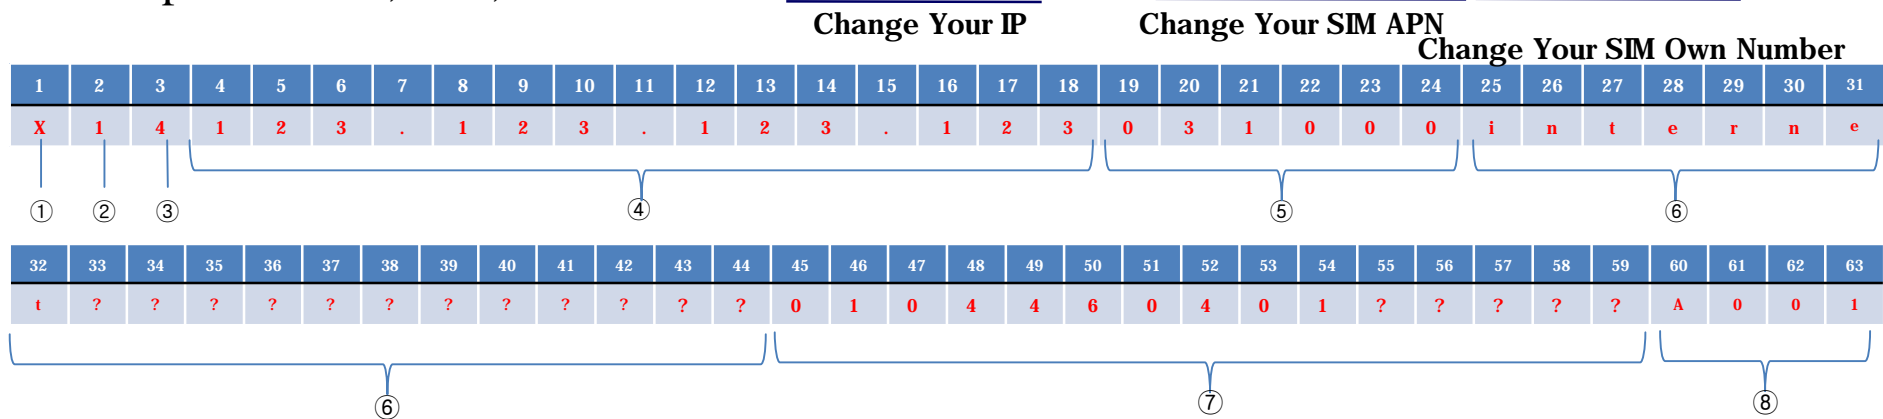 Change Your IP
Change Your SIM APN
Change Your SIM Own Number
1 2 3 4 5 6 7 8 9 10 11 12 13 14 15 16 17 18 19 20 21 22 23 24 25 26 27 28 29 30 31
X 1 4 1 2 3 . 1 2 3 . 1 2 3 . 1 2 3 0 3 1 0 0 0 i n t e r n e
① ② ③ ④ ⑤ ⑥
32 33 34 35 36 37 38 39 40 41 42 43 44 45 46 47 48 49 50 51 52 53 54 55 56 57 58 59 60 61 62 63
t ? ? ? ? ? ? ? ? ? ? ? ? 0 1 0 4 4 6 0 4 0 1 ? ? ? ? ? A 0 0 1
⑥ ⑦ ⑧